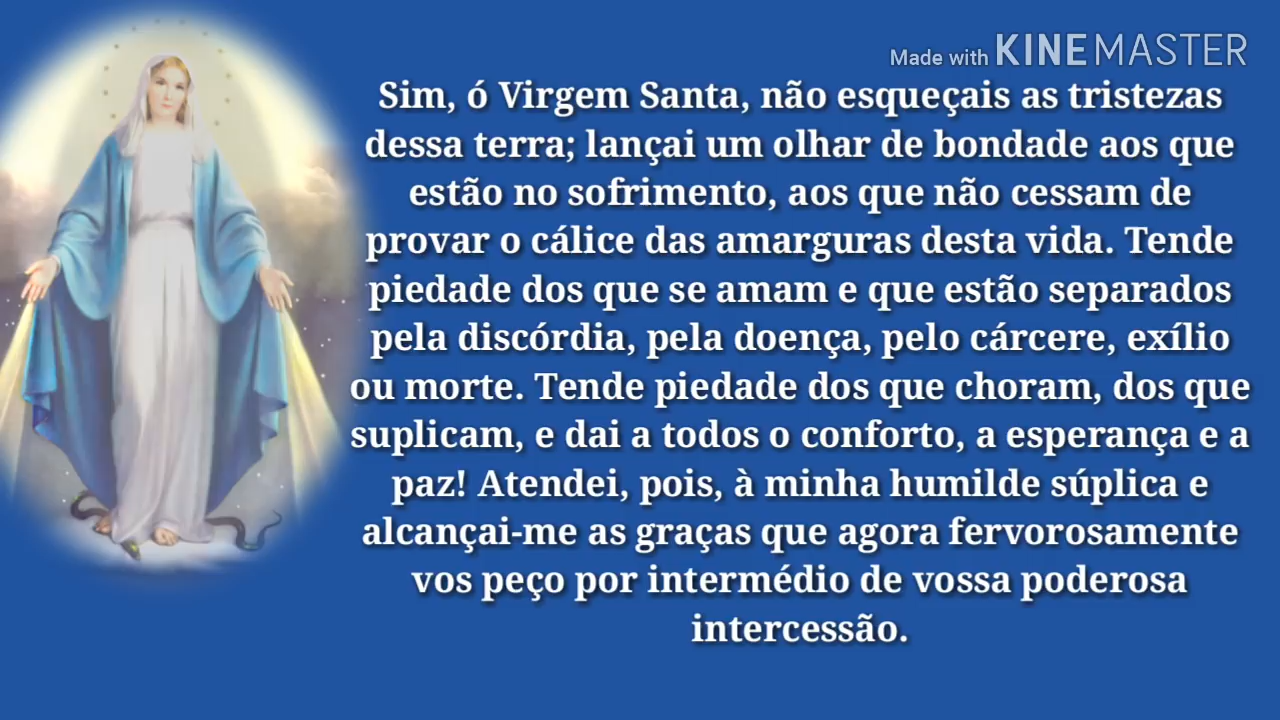 Made with KINEMASTER
Sim, ó Virgem Santa, não esqueçais as tristezas
dessa terra; lançai um olhar de bondade aos que
estão no sofrimento, aos que não cessam de
provar o cálice das amarguras desta vida. Tende
piedade dos que se amam e que estão separados
pela discórdia, pela doença, pelo cárcere, exílio
ou morte. Tende piedade dos que choram, dos que
suplicam, e dai a todos o conforto, a esperança e a
paz! Atendei, pois, à minha humilde súplica e
alcançai-me as graças que agora fervorosamente
vos peço por intermédio de vossa poderosa
intercessão.